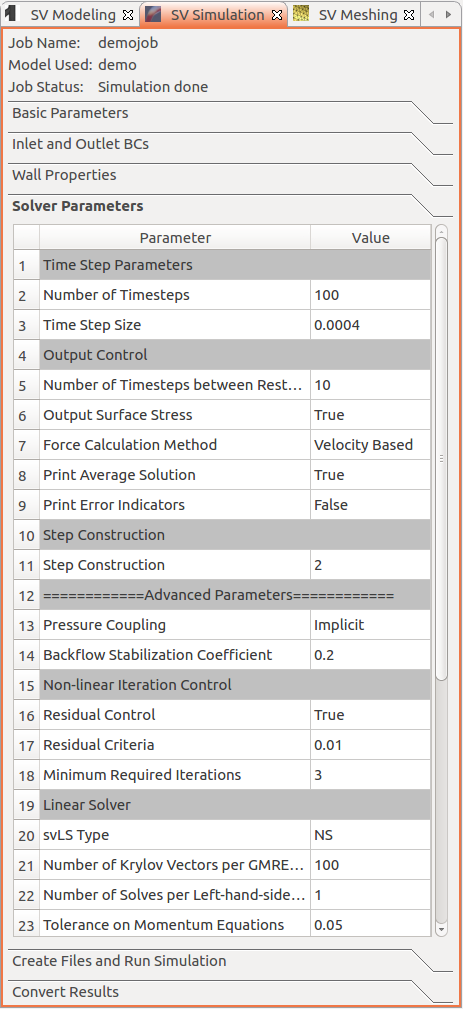 SV Modeling SV Simulation SV Meshing
Job Name: demojob
Model Used: demo
Job Status: Simulation done
Basic Parameters
Inlet and Outlet BCs
Wall Properties
Solver Parameters
Parameter Value
1 Time Step Parameters
2 Number of Timesteps 100
3 Time Step Size 0.0004
4 Output Control
5 Number of Timesteps between Rest... 10
6 Output Surface Stress True
7 Force Calculation Method Velocity Based
8 Print Average Solution True
9 Print Error Indicators False
10 Step Construction
11 Step Construction 2
12 ============Advanced Parameters============
13 Pressure Coupling Implicit
14 Backflow Stabilization Coefficient 0.2
15 Non-linear Iteration Control
16 Residual Control True
17 Residual Criteria 0.01
18 Minimum Required Iterations 3
19 Linear Solver
20 svLS Type NS
21 Number of Krylov Vectors per GMRE... 100
22 Number of Solves per Left-hand-side... 1
23 Tolerance on Momentum Equations 0.05
Create Files and Run Simulation
Convert Results